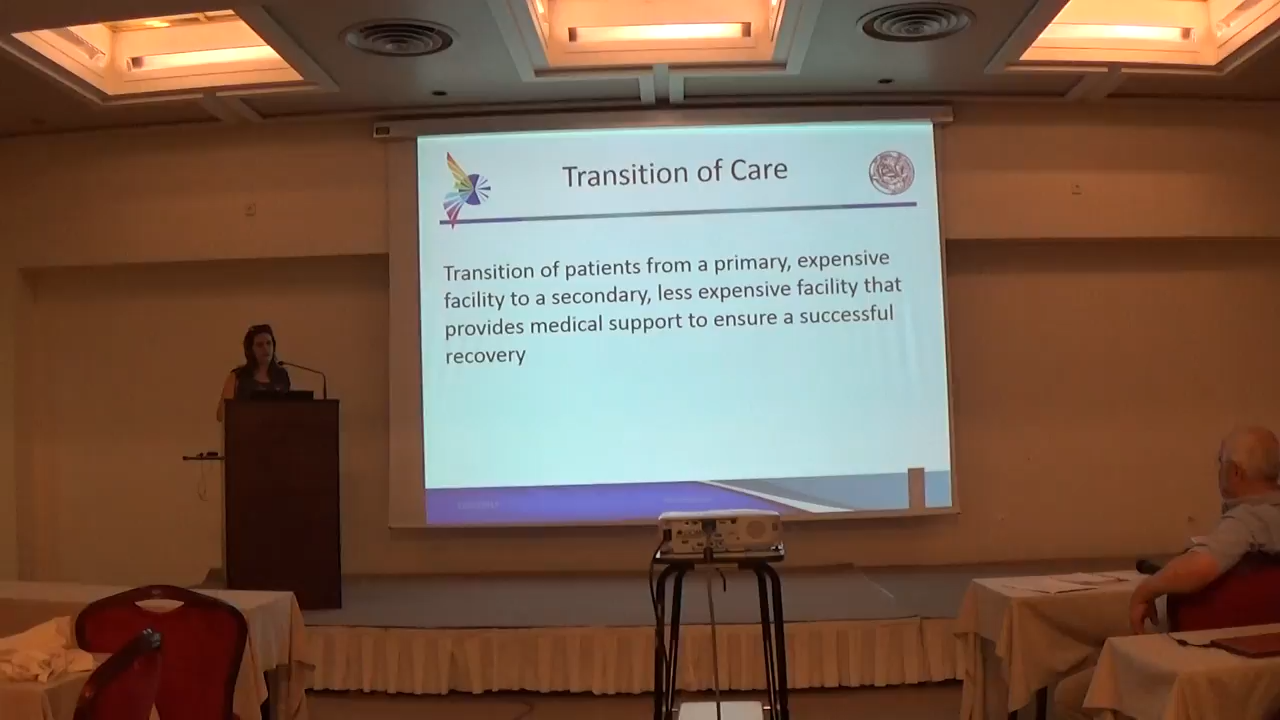 Transition of Care
Transition of patients from a primary, expensive
facility to a secondary, less expensive facility that
provides medical support to ensure a successful
recovery